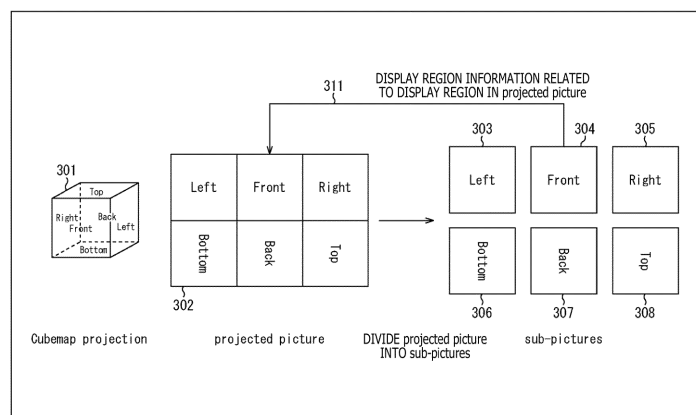 DISPLAY REGION INFORMATION RELATED
TO DISPLAY REGION IN projected picture
311
303
304
305
301
Top
Right
Front
Back
Left
Bottom
Left
Front
Right
Bottom
Back
Top
302
Left
Front
Right
Bottom
Back
Top
306
307
308
Cubemap projection
projected picture
DIVIDE projected picture
INTO sub-pictures
sub-pictures